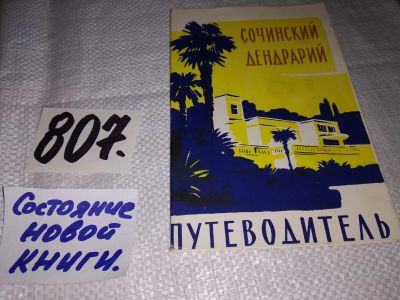 СОЧИНСКИЙ
ДЕНДРАРИЙ
ПУТЕВОДИТЕЛЬ
807.
Состояние
новой
книги.